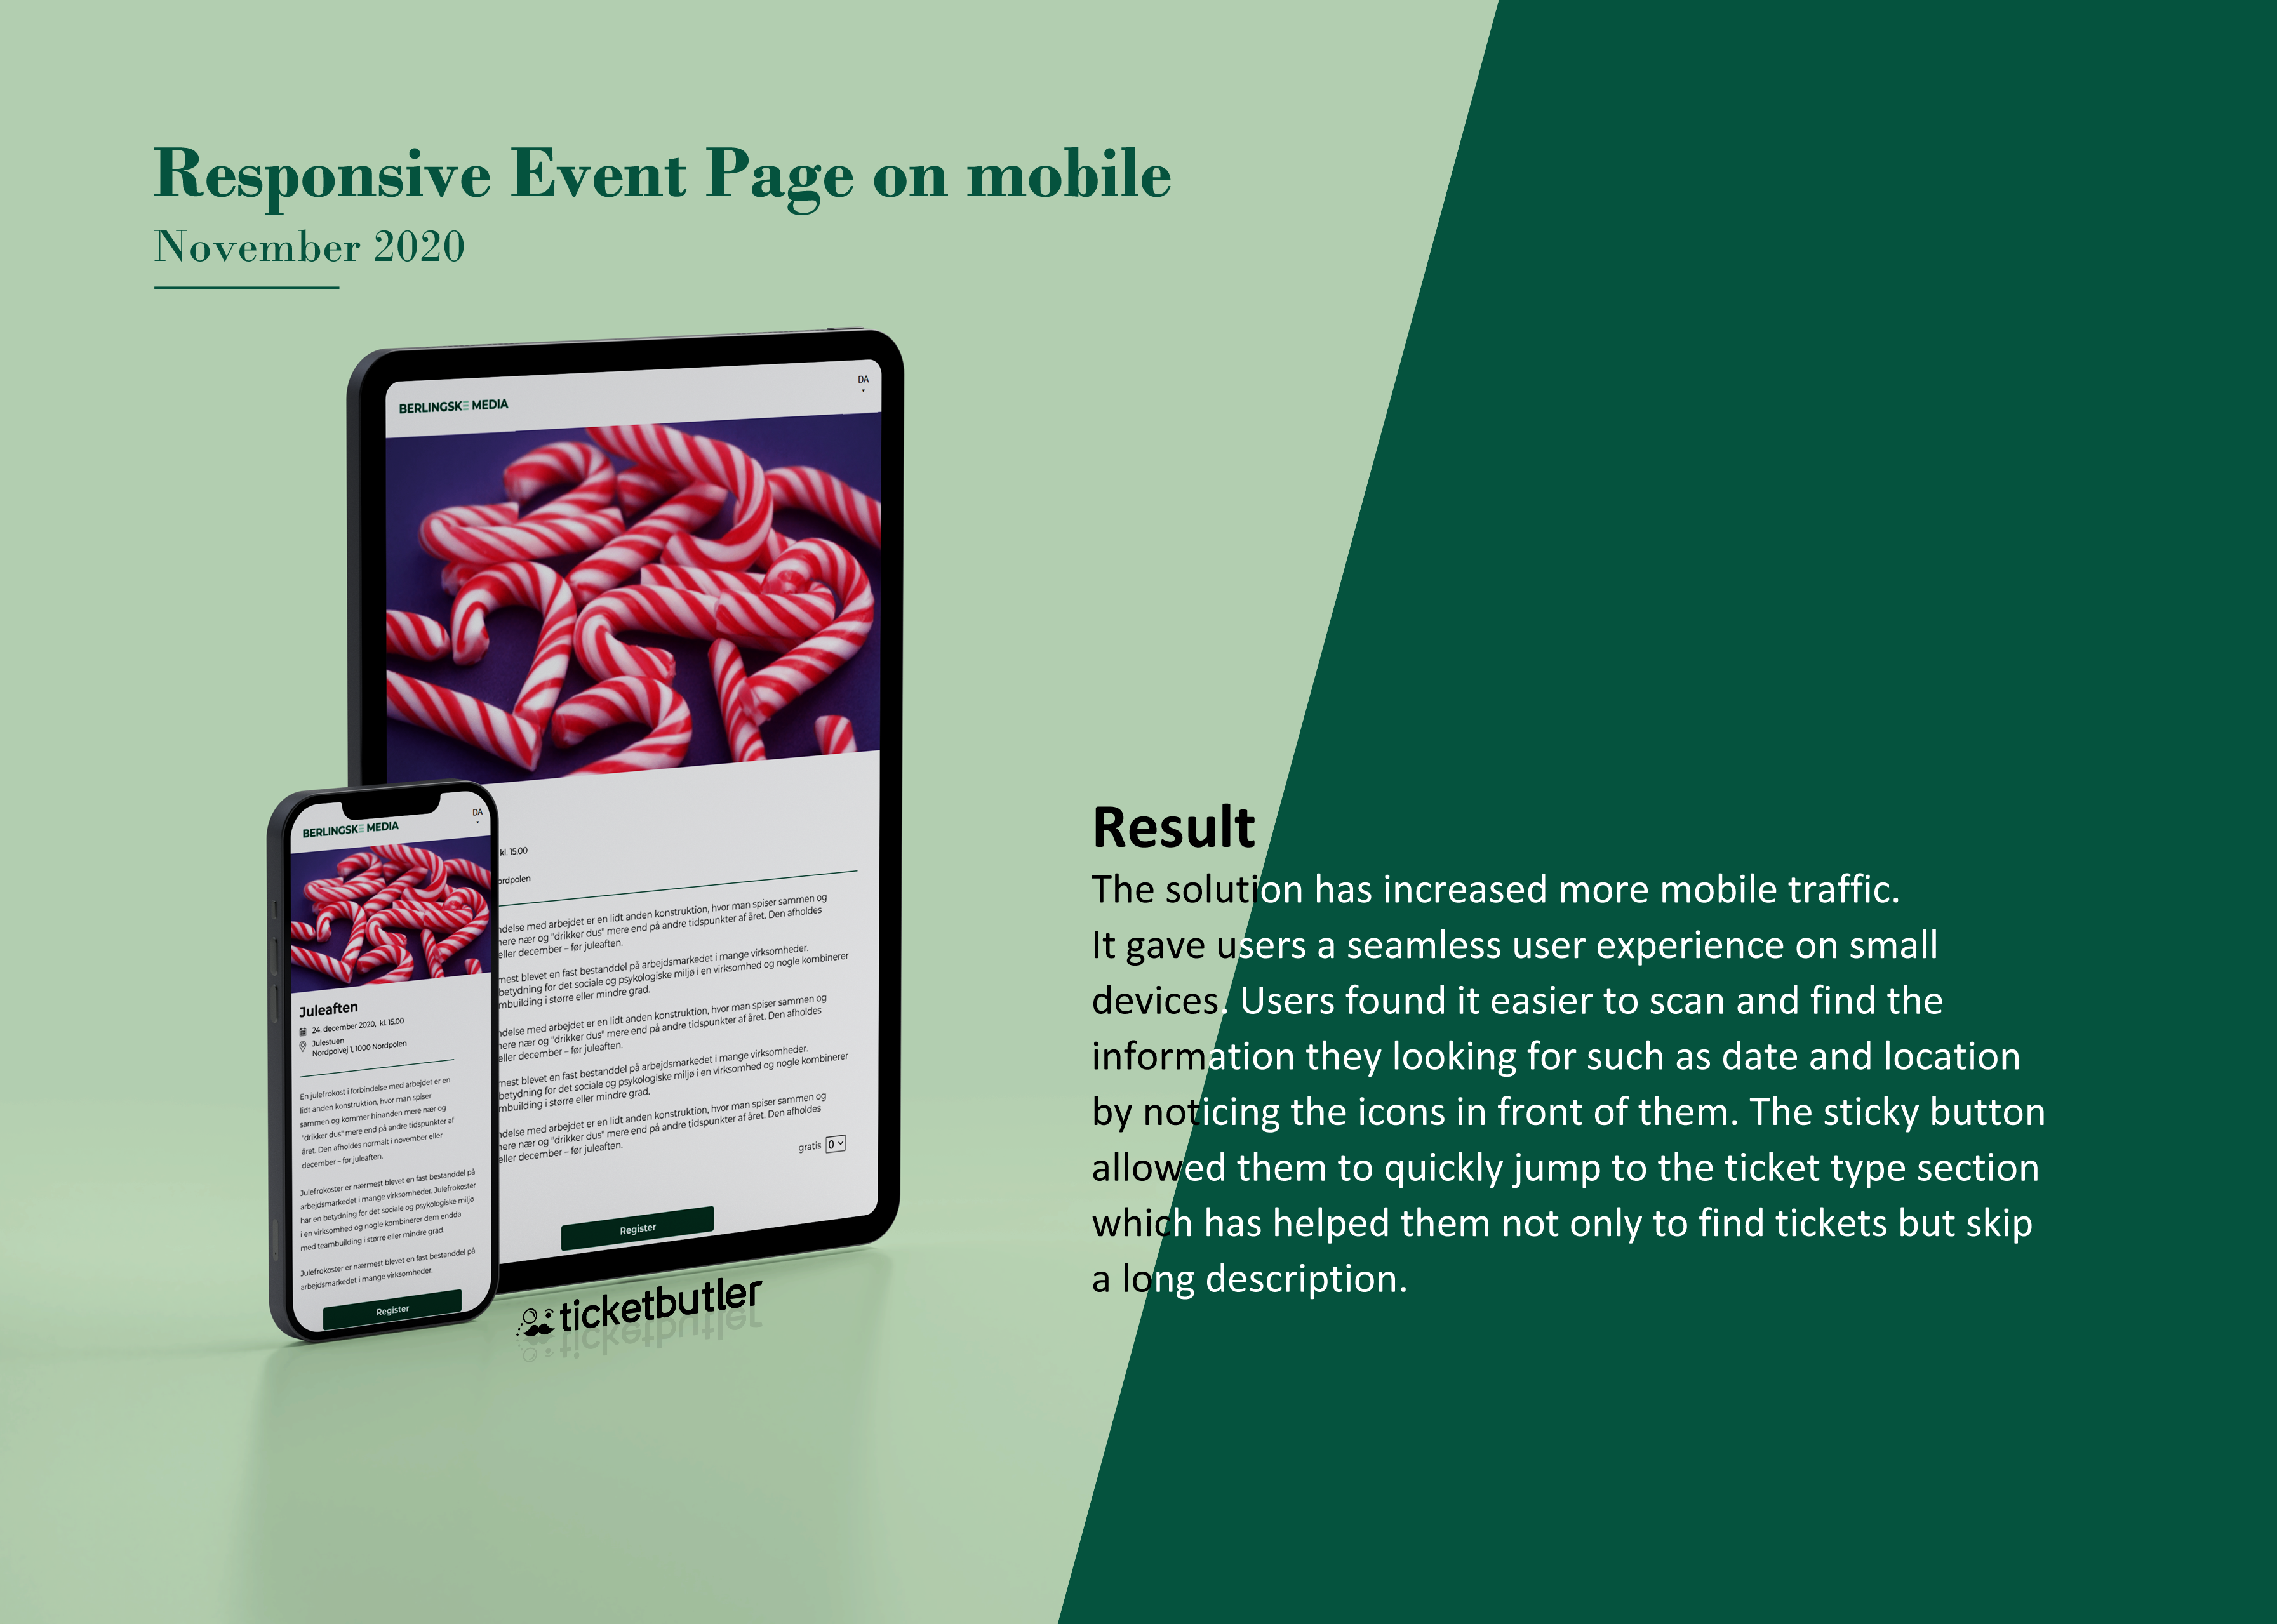 Responsive Event Page on mobile
November 2020
BERLINGSKE MEDIA
DA
kl. 15.00
ordpolen
ndelse med arbejdet er en lidt anden konstruktion, hvor man spiser sammen og
nere nær og "drikker dus" mere end på andre tidspunkter af året. Den afholdes
eller december – før juleaften.
mest blevet en fast bestanddel på arbejdsmarkedet i mange virksomheder.
betydning for det sociale og psykologiske miljø i en virksomhed og nogle kombinerer
mbuilding i større eller mindre grad.
ndelse med arbejdet er en lidt anden konstruktion, hvor man spiser sammen og
nere nær og "drikker dus" mere end på andre tidspunkter af året. Den afholdes
eller december – før juleaften.
mest blevet en fast bestanddel på arbejdsmarkedet i mange virksomheder.
betydning for det sociale og psykologiske miljø i en virksomhed og nogle kombinerer
mbuilding i større eller mindre grad.
ndelse med arbejdet er en lidt anden konstruktion, hvor man spiser sammen og
nere nær og "drikker dus" mere end på andre tidspunkter af året. Den afholdes
eller december – før juleaften.
gratis 0
Register
BERLINGSKE MEDIA
DA
Juleaften
24. december 2020, kl. 15.00
Julestuen
Nordpolvej 1, 1000 Nordpolen
En julefrokost i forbindelse med arbejdet er en
lidt anden konstruktion, hvor man spiser
sammen og kommer hinanden mere nær og
"drikker dus" mere end på andre tidspunkter af
året. Den afholdes normalt i november eller
december – før juleaften.
Julefrokoster er nærmest blevet en fast bestanddel på
arbejdsmarkedet i mange virksomheder. Julefrokoster
har en betydning for det sociale og psykologiske miljø
i en virksomhed og nogle kombinerer dem endda
med teambuilding i større eller mindre grad.
Julefrokoster er nærmest blevet en fast bestanddel på
arbejdsmarkedet i mange virksomheder.
Register
ticketbutler
Result
The solution has increased more mobile traffic.
It gave users a seamless user experience on small
devices. Users found it easier to scan and find the
information they looking for such as date and location
by noticing the icons in front of them. The sticky button
allowed them to quickly jump to the ticket type section
which has helped them not only to find tickets but skip
a long description.